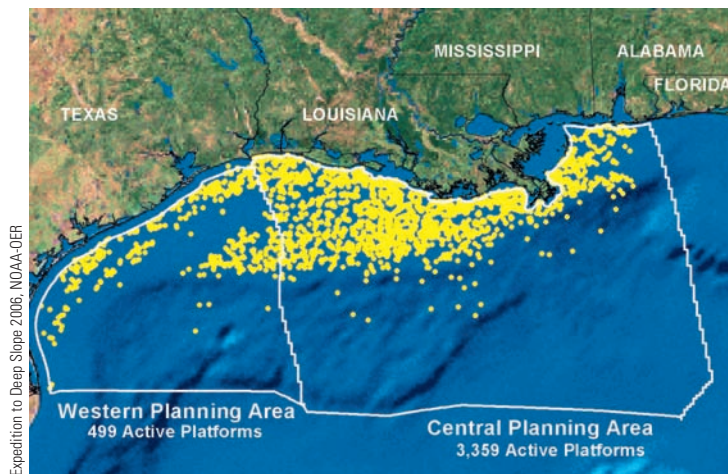 MISSISSIPPI
ALABAMA
FLORIDA
TEXAS
LOUISIANA
Western Planning Area
499 Active Platforms
Central Planning Area
3,359 Active Platforms
Expedition to Deep Slope 2006, NOAA-OER